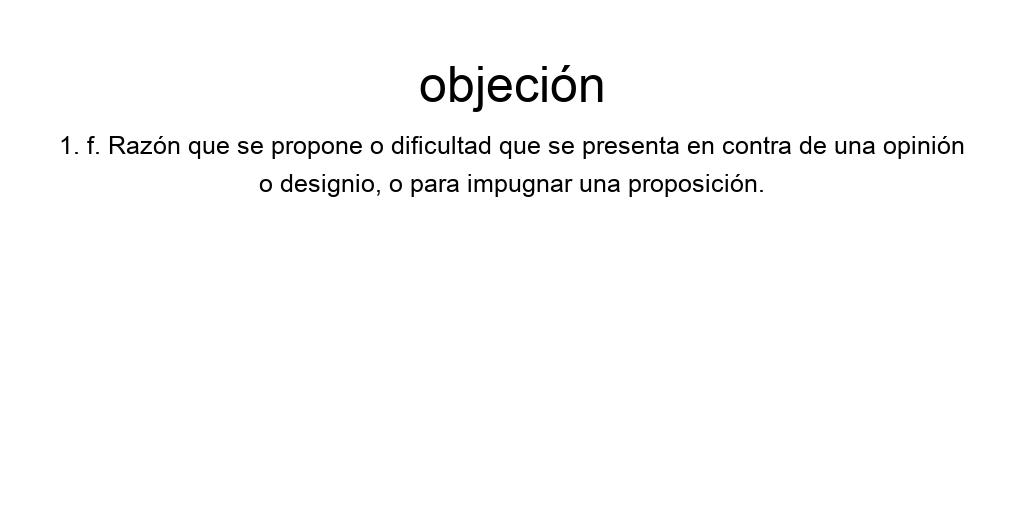 objeción
1. f. Razón que se propone o dificultad que se presenta en contra de una opinión
o designio, o para impugnar una proposición.